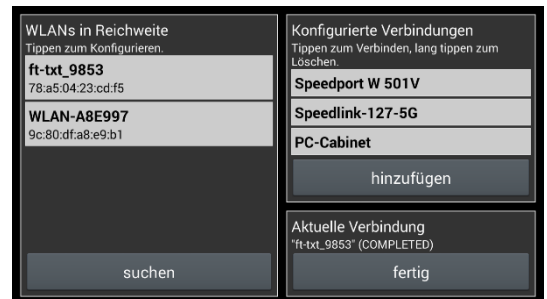 WLANs in Reichweite
Tippen zum Konfigurieren.
ft-txt_9853
78:a5:04:23:cd:f5
WLAN-A8E997
9c:80:df:a8:e9:b1
suchen
Konfigurierte Verbindungen
Tippen zum Verbinden, lang tippen zum
Löschen.
Speedport W 501V
Speedlink-127-5G
PC-Cabinet
hinzufügen
Aktuelle Verbindung
"ft-txt_9853" (COMPLETED)
fertig